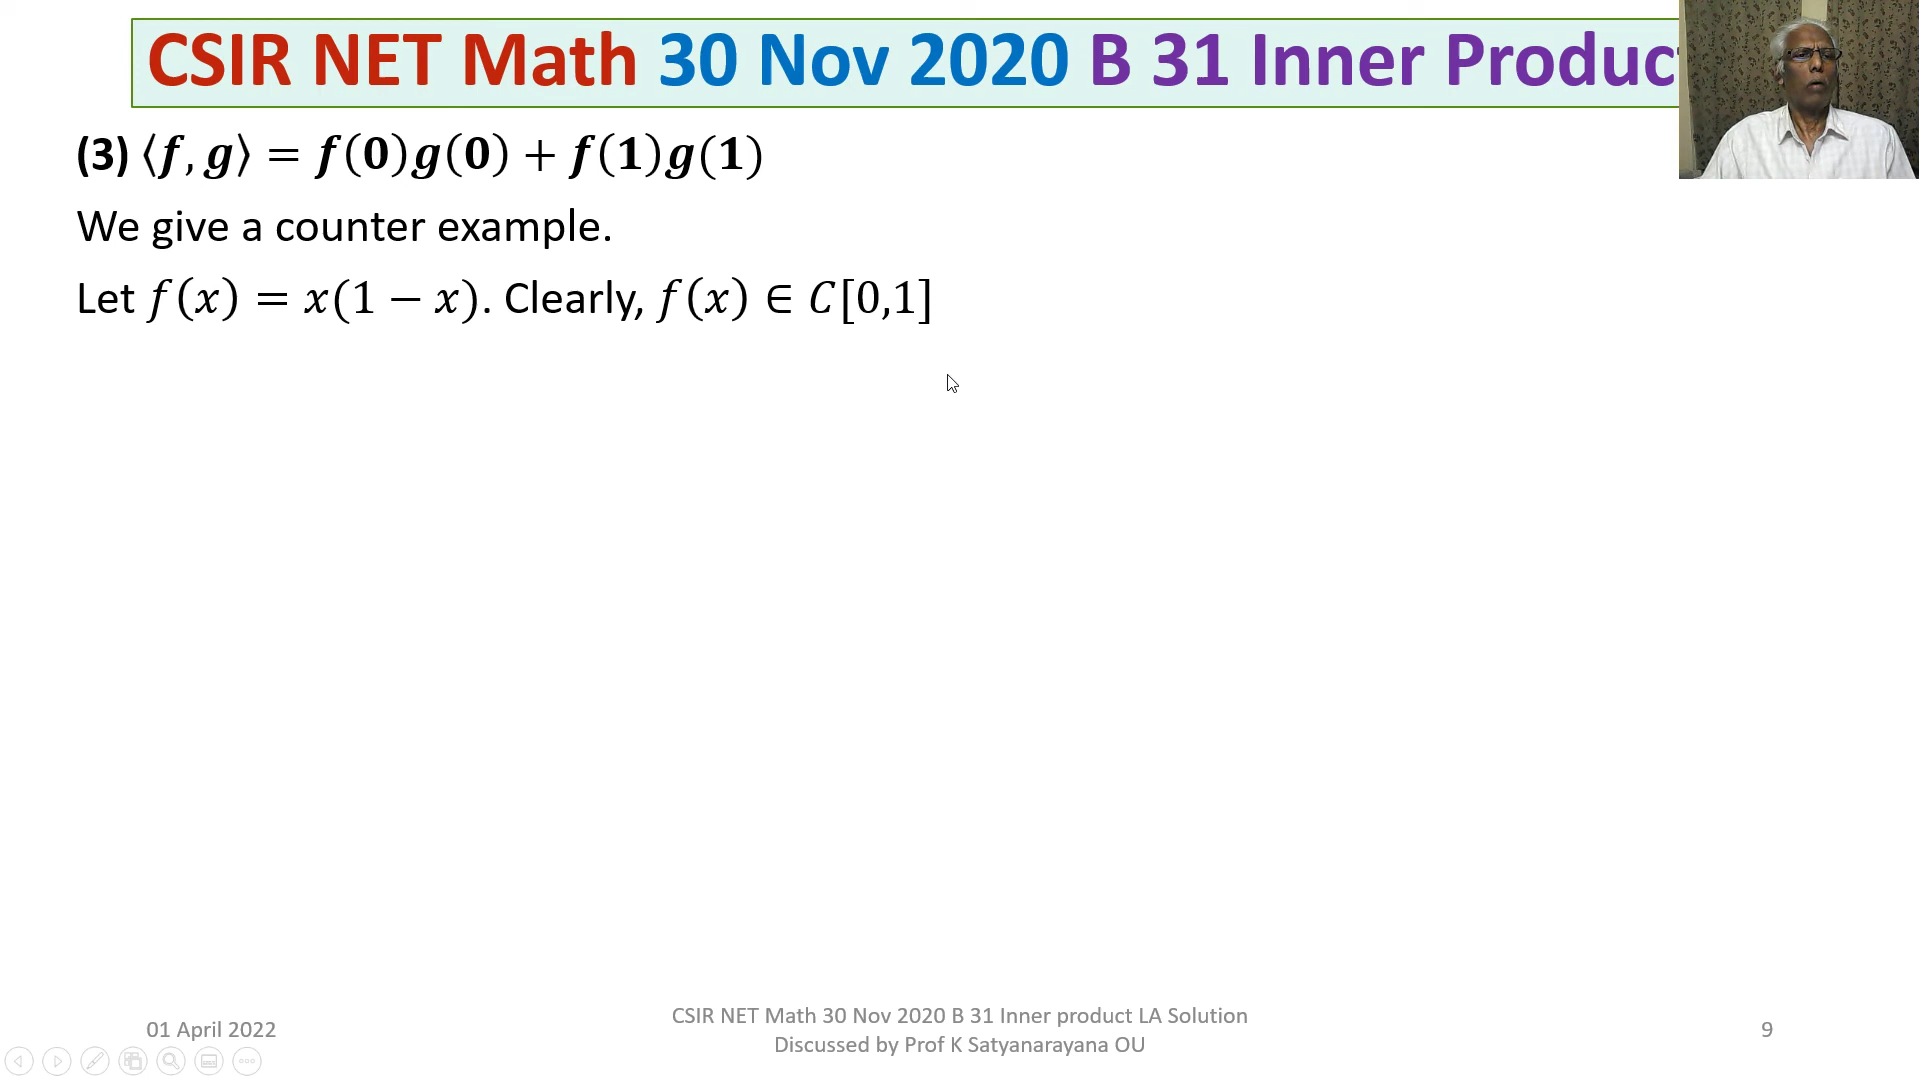 CSIR NET Math 30 Nov 2020 B 31 Inner Product
(3) ⟨f, g⟩ = f(0)g(0) + f(1)g(1)
We give a counter example.
Let f(x) = x(1 − x). Clearly, f(x) ∈ C[0,1]
01 April 2022
CSIR NET Math 30 Nov 2020 B 31 Inner product LA Solution
Discussed by Prof K Satyanarayana OU
9